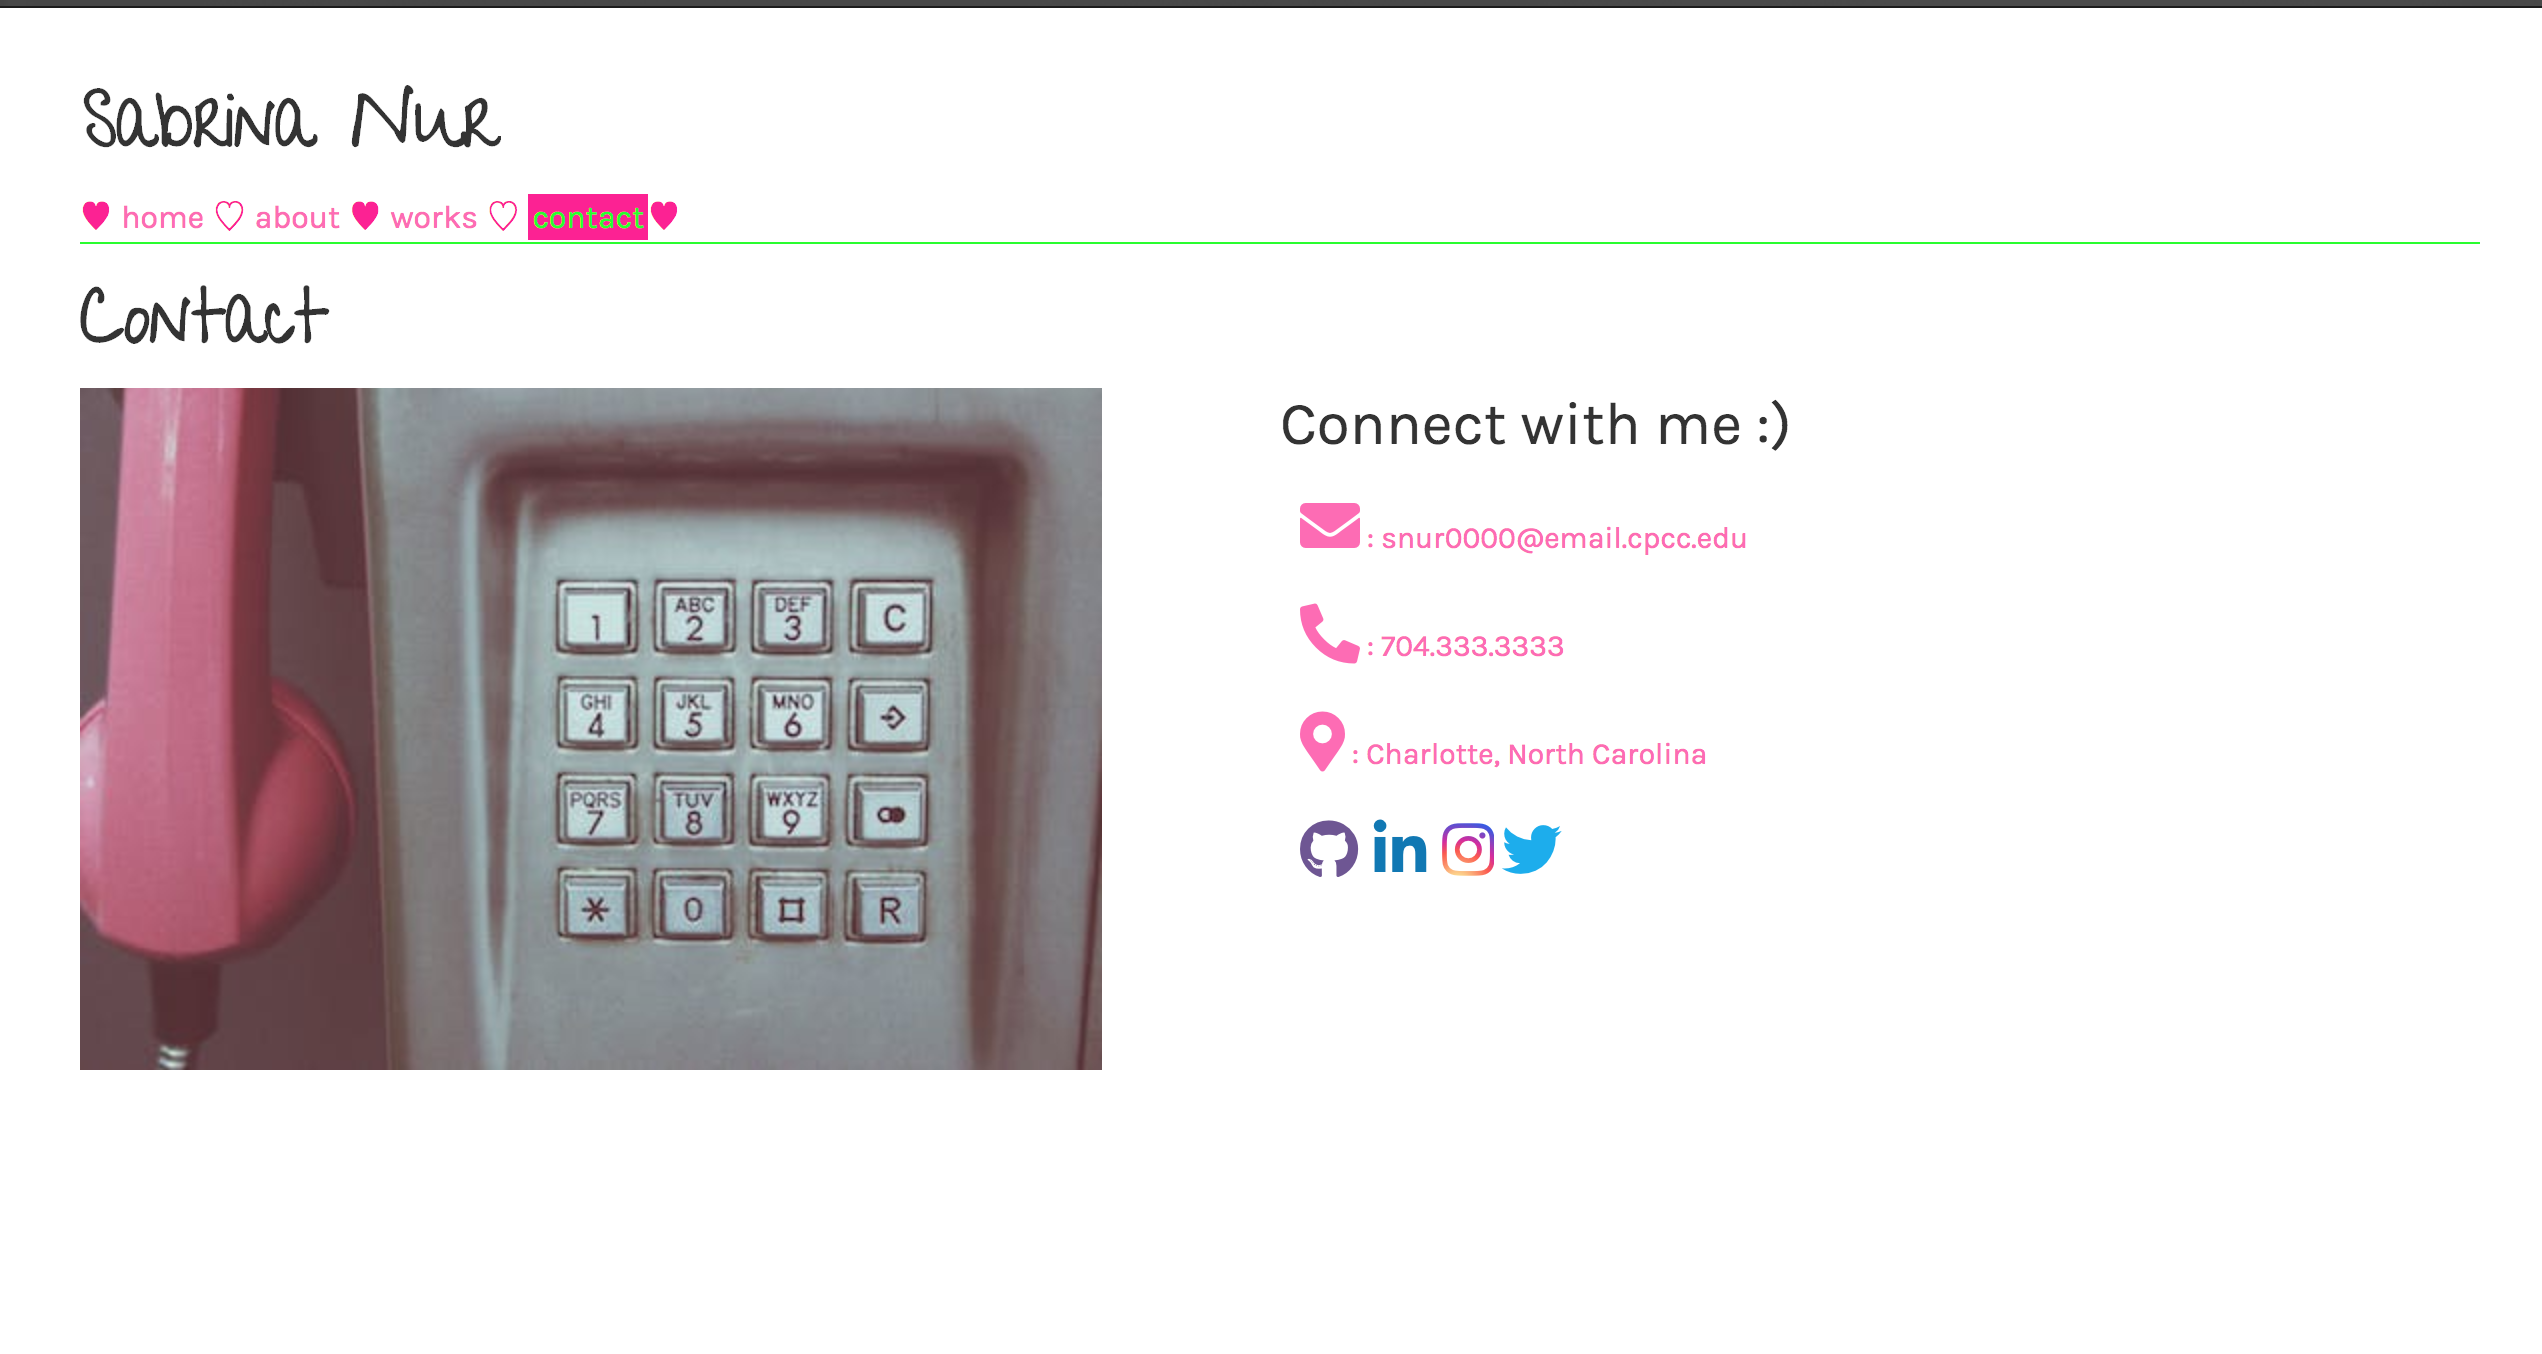 Sabrina Nur
♥ home ♡ about ♥ works ♡ contact ♥
Contact
Connect with me :)
: snur0000@email.cpcc.edu
: 704.333.3333
: Charlotte, North Carolina
in
1 ABC 2 DEF 3 C
GHI 4 JKL 5 MNO 6
PQRS 7 TUV 8 WXYZ 9
* 0 R